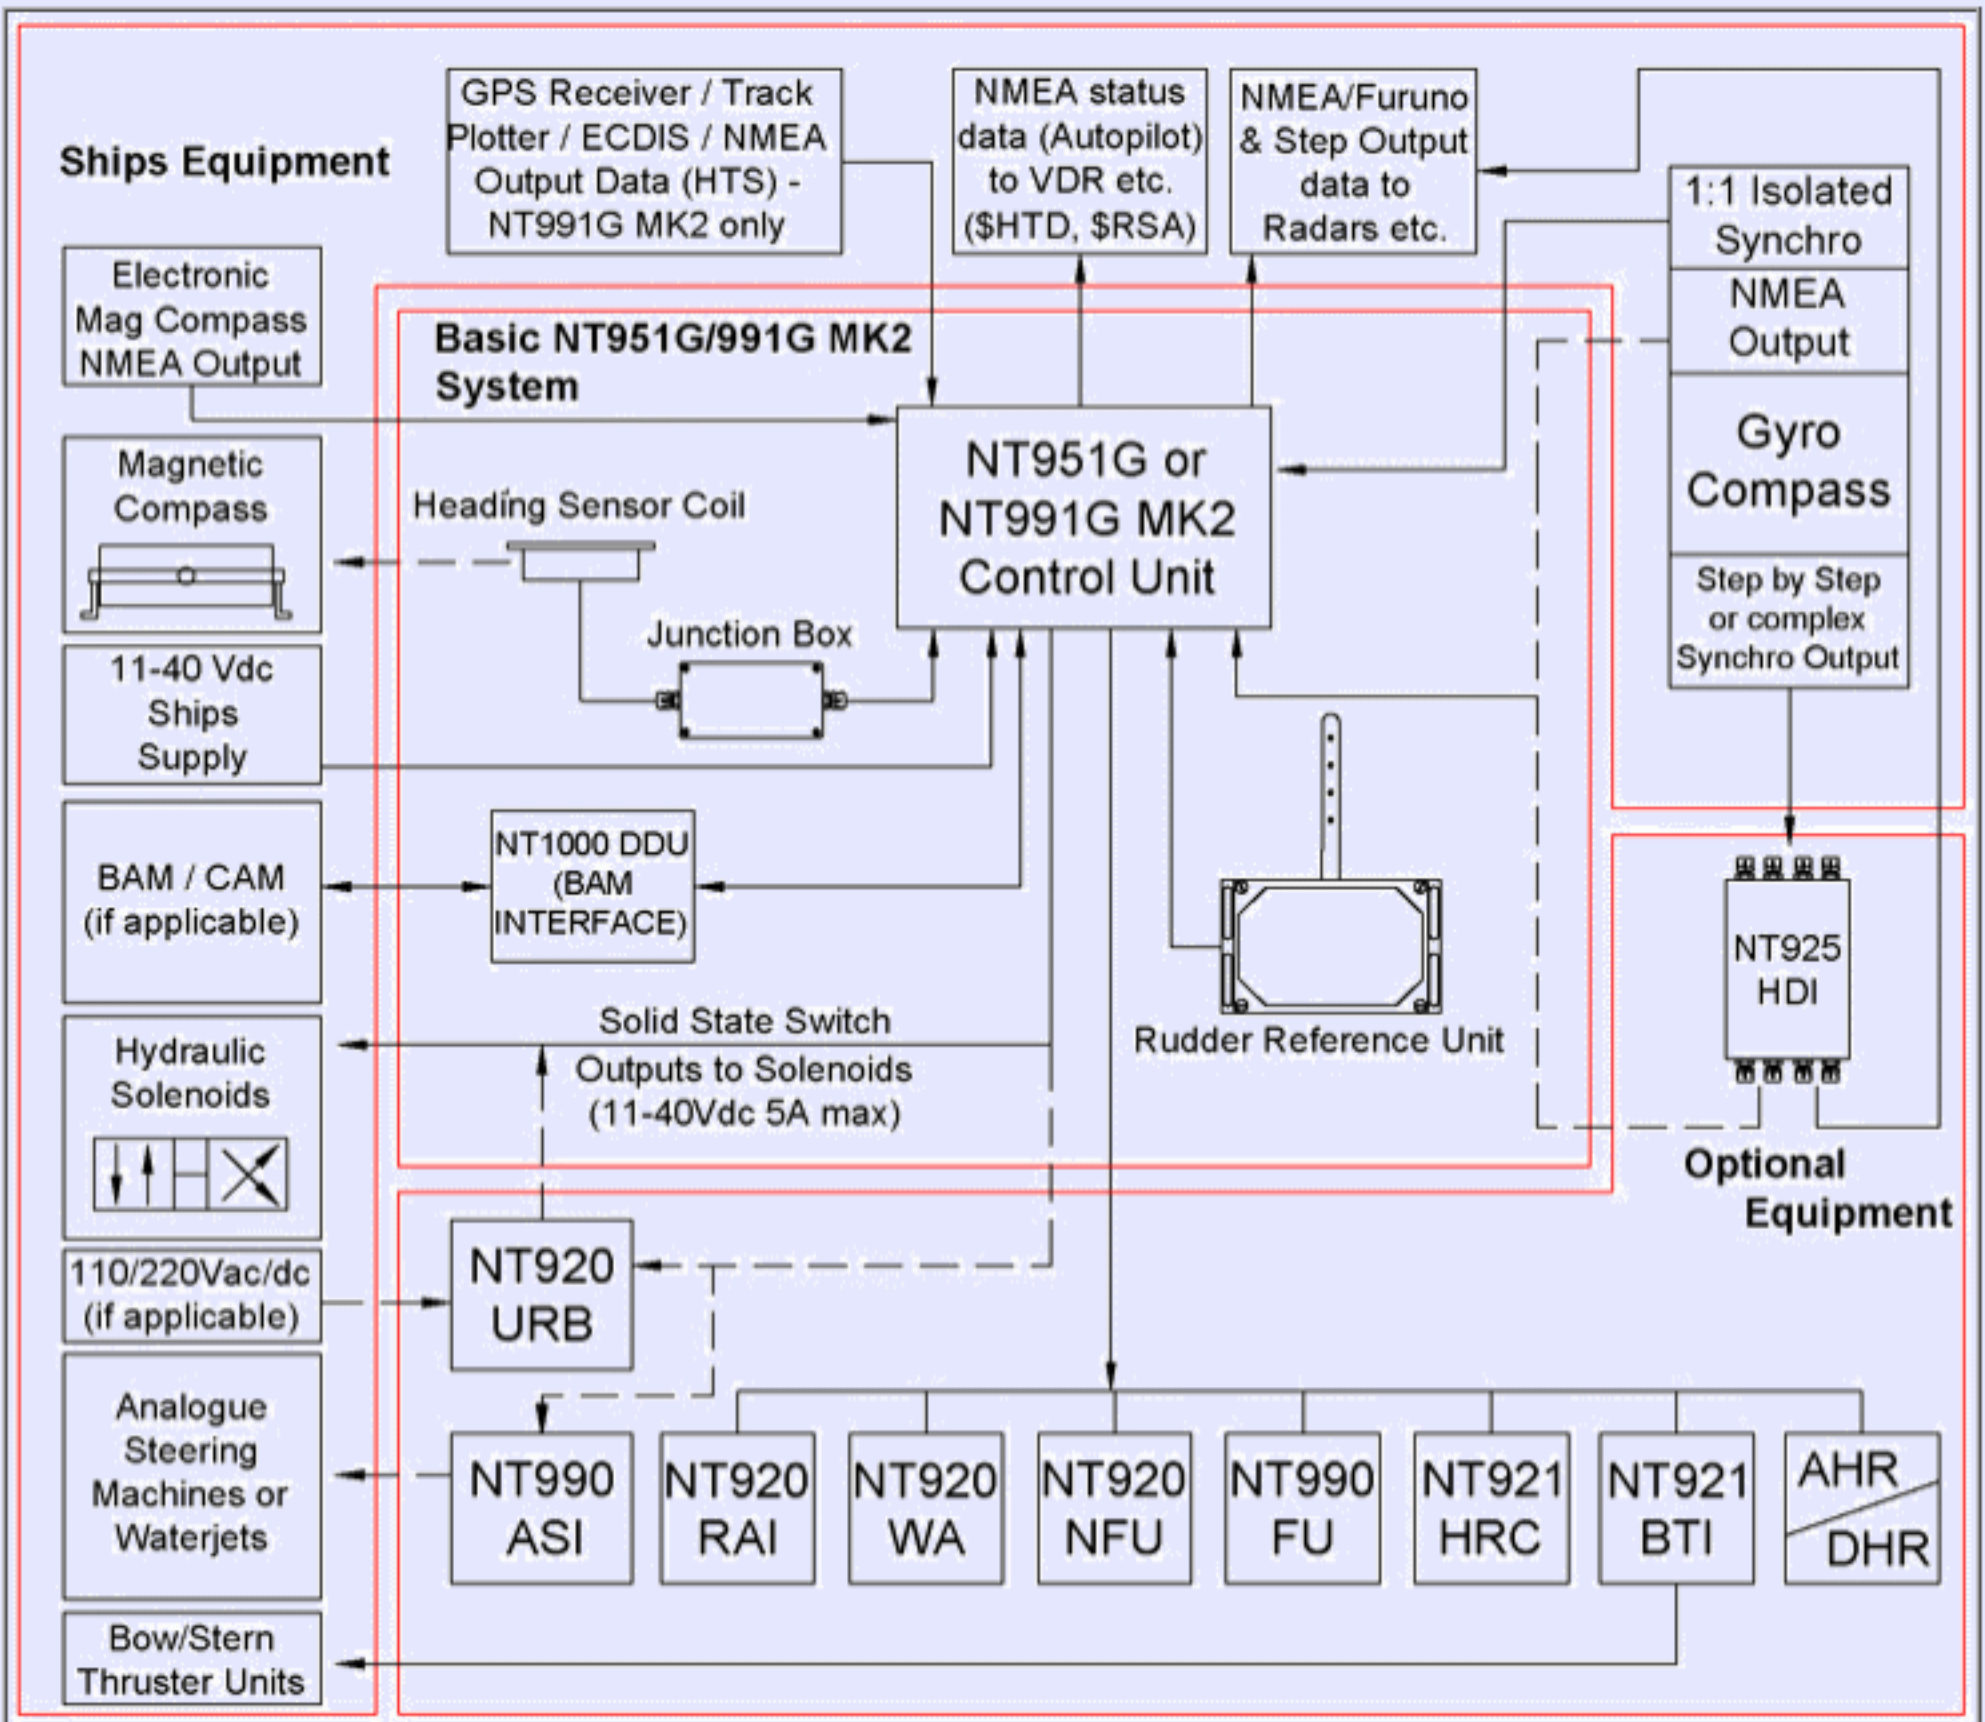 Ships Equipment
GPS Receiver / Track
Plotter / ECDIS / NMEA
Output Data (HTS) -
NT991G MK2 only
NMEA status
data (Autopilot)
to VDR etc.
($HTD, $RSA)
NMEA/Furuno
& Step Output
data to
Radars etc.
1:1 Isolated
Synchro
NMEA
Output
Gyro
Compass
Step by Step
or complex
Synchro Output
Electronic
Mag Compass
NMEA Output
Magnetic
Compass
11-40 Vdc
Ships
Supply
BAM / CAM
(if applicable)
Hydraulic
Solenoids
110/220Vac/dc
(if applicable)
Analogue
Steering
Machines or
Waterjets
Bow/Stern
Thruster Units
Basic NT951G/991G MK2
System
NT951G or
NT991G MK2
Control Unit
Heading Sensor Coil
Junction Box
NT1000 DDU
(BAM
INTERFACE)
Solid State Switch
Outputs to Solenoids
(11-40Vdc 5A max)
Rudder Reference Unit
NT925
HDI
Optional
Equipment
NT920
URB
NT990
ASI
NT920
RAI
NT920
WA
NT920
NFU
NT990
FU
NT921
HRC
NT921
BTI
AHR
DHR